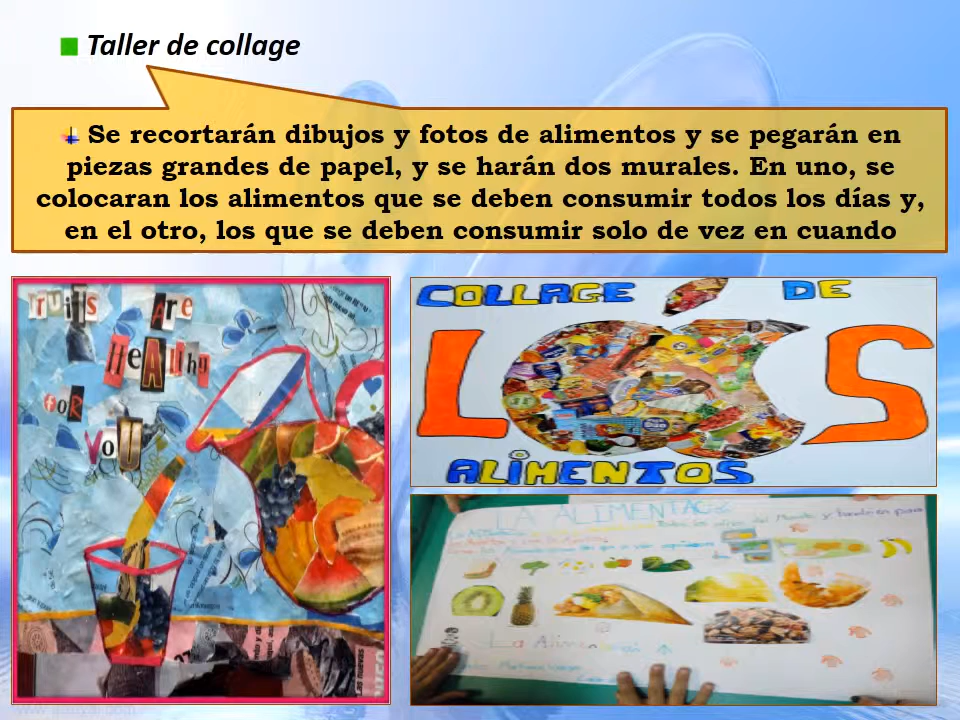 Taller de collage
Se recortarán dibujos y fotos de alimentos y se pegarán en
piezas grandes de papel, y se harán dos murales. En uno, se
colocaran los alimentos que se deben consumir todos los días y,
en el otro, los que se deben consumir solo de vez en cuando
fruits Are
HeAlthy
foR
YoU
COLLAGE DE
LOS
ALIMENTOS
LA ALIMENTAC